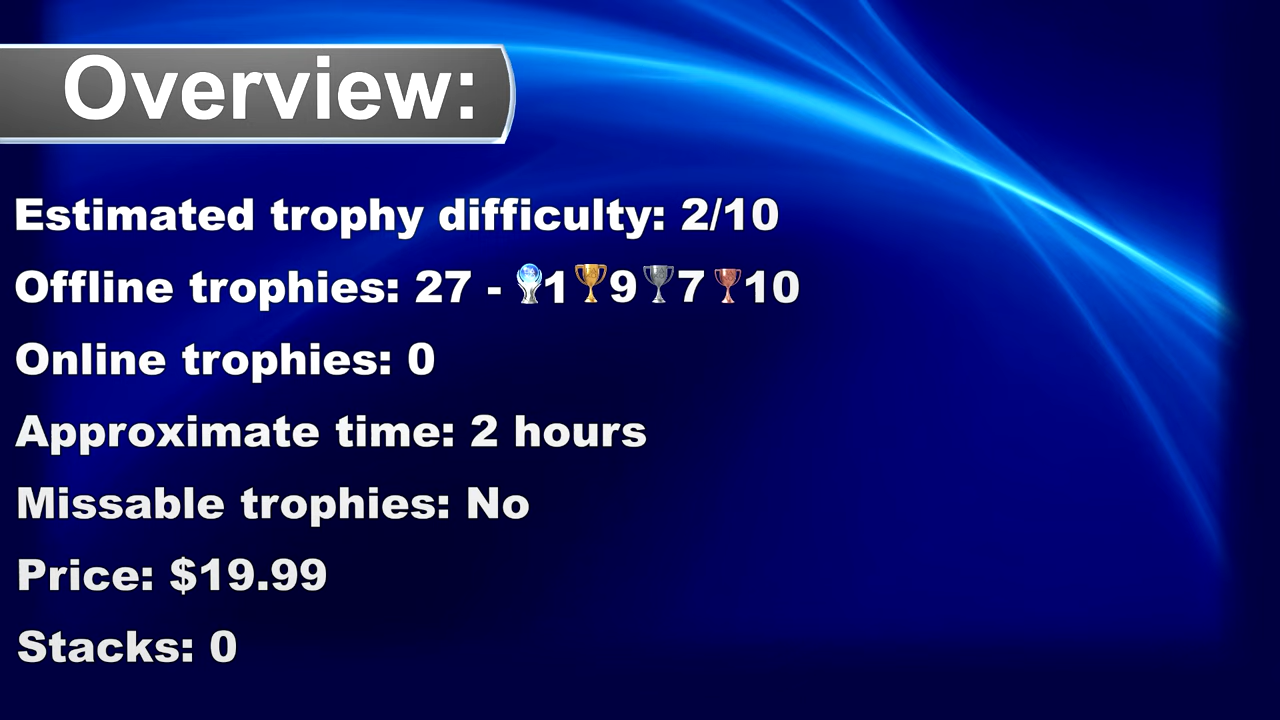 Overview:
Estimated trophy difficulty: 2/10
Offline trophies: 27 - 1 9 7 10
Online trophies: 0
Approximate time: 2 hours
Missable trophies: No
Price: $19.99
Stacks: 0